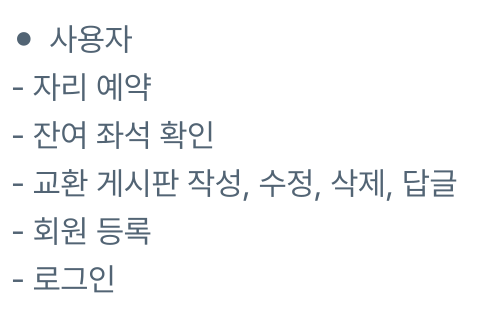 ● 사용자
- 자리 예약
- 잔여 좌석 확인
- 교환 게시판 작성, 수정, 삭제, 답글
- 회원 등록
- 로그인